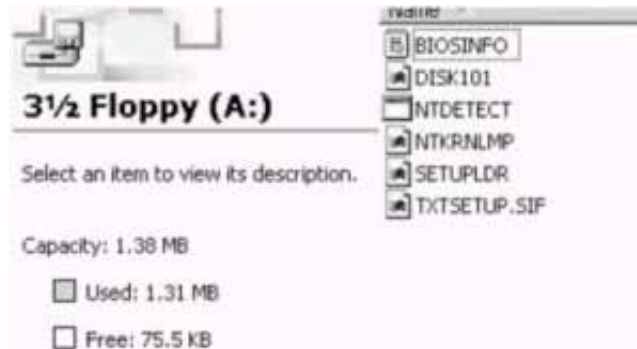 3½ Floppy (A:)
Select an item to view its description.
Capacity: 1.38 MB
Used: 1.31 MB
Free: 75.5 KB
Name
BIOSINFO
DISK101
NTDETECT
NTKRNLMP
SETUPLDR
TXTSETUP.SIF